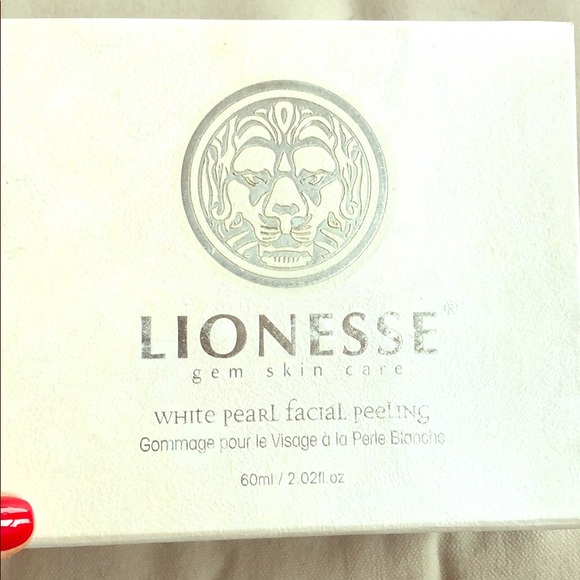 LIONESSE®
gem skin care
white pearl facial peeling
Gommage pour le Visage à la Perle Blanche
60ml / 2.02fl.oz